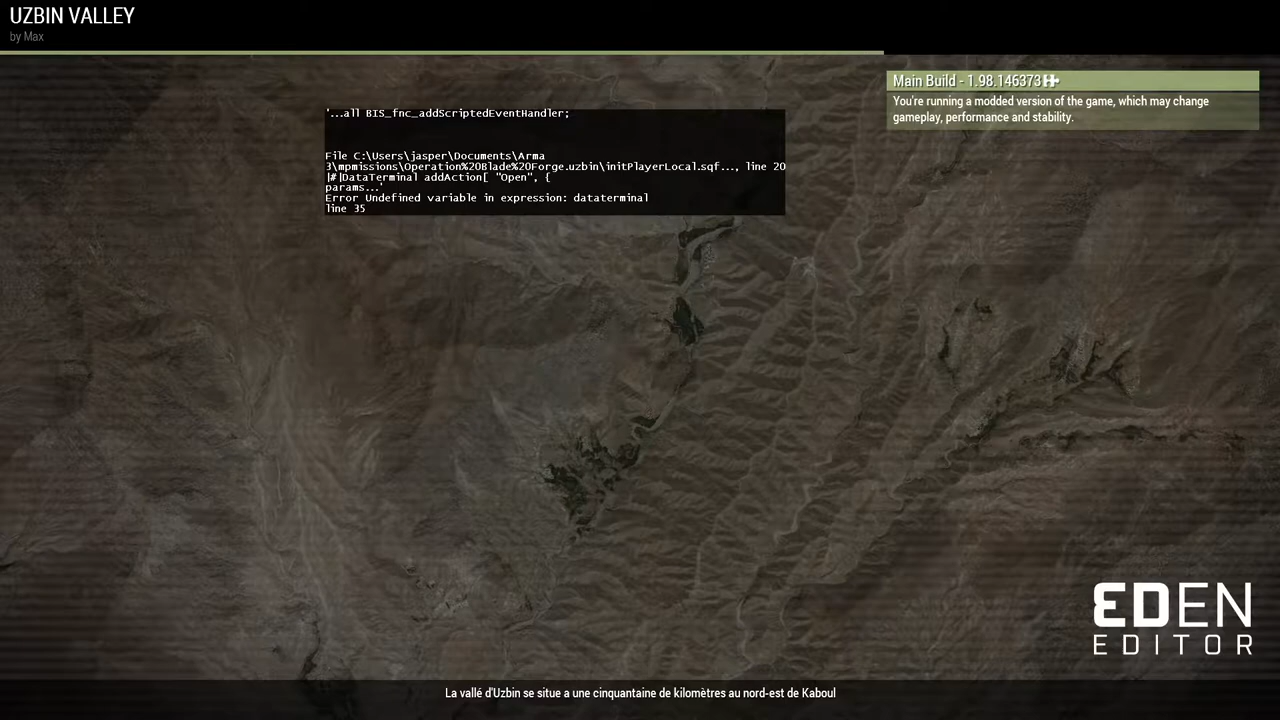 UZBIN VALLEY
by Max
Main Build - 1.98.146373
You're running a modded version of the game, which may change
gameplay, performance and stability.
'...all BIS_fnc_addScriptedEventHandler;
File C:\Users\jasper\Documents\Arma
3\mpmissions\Operation%20Blade%20Forge.uzbin\initPlayerLocal.sqf..., line 20
|#|DataTerminal addAction[ "Open", {
params...'
Error Undefined variable in expression: dataterminal
line 35
EDEN
EDITOR
La vallé d'Uzbin se situe a une cinquantaine de kilomètres au nord-est de Kaboul